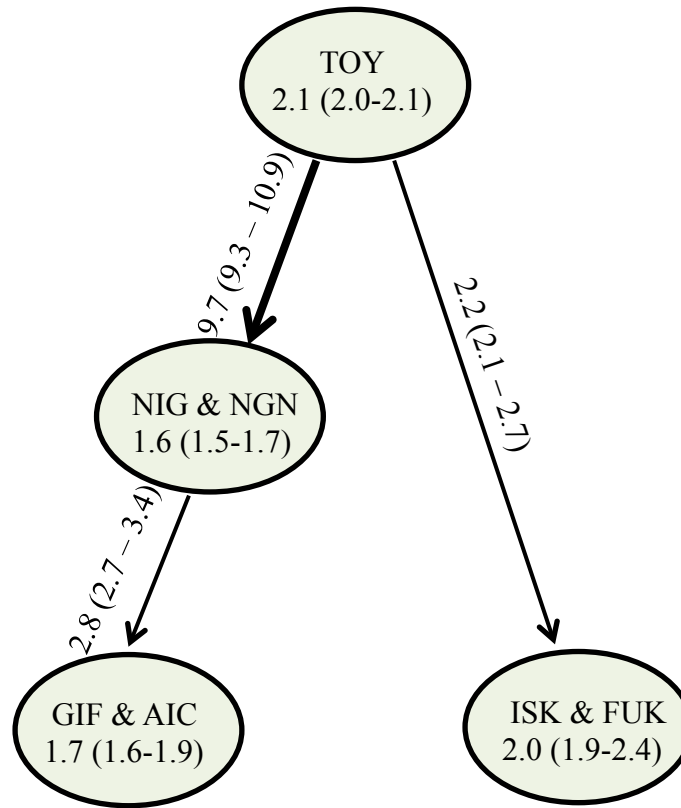 TOY
2.1 (2.0-2.1)
9.7 (9.3 – 10.9)
2.2 (2.1 – 2.7)
NIG & NGN
1.6 (1.5-1.7)
2.8 (2.7 – 3.4)
GIF & AIC
1.7 (1.6-1.9)
ISK & FUK
2.0 (1.9-2.4)